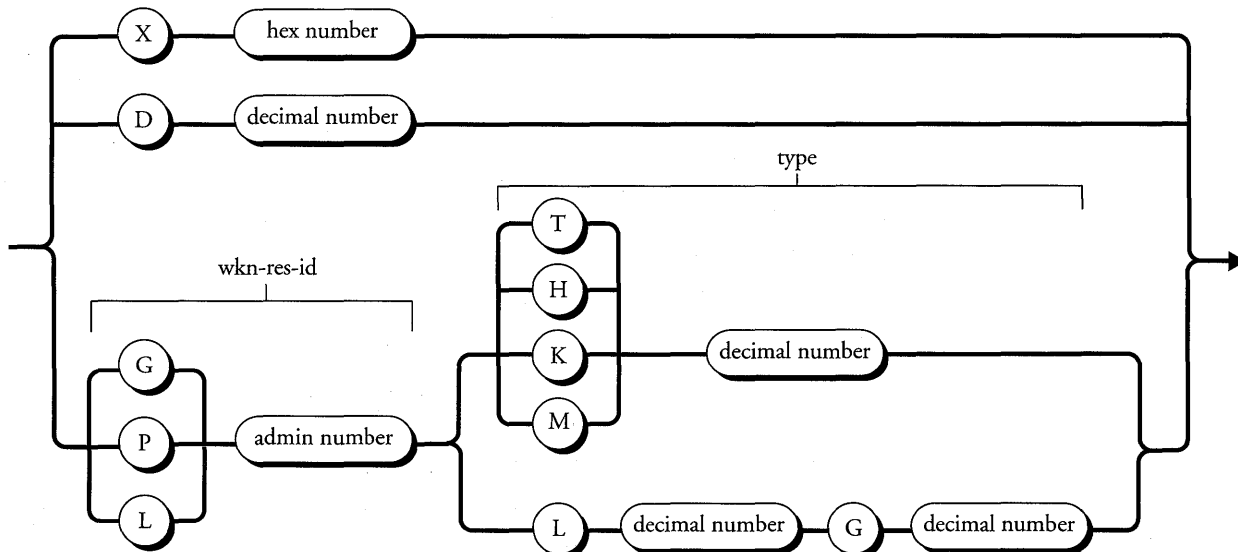 X
hex number
D
decimal number
type
T
wkn-res-id
H
G
K
decimal number
P
admin number
M
L
L
decimal number
G
decimal number